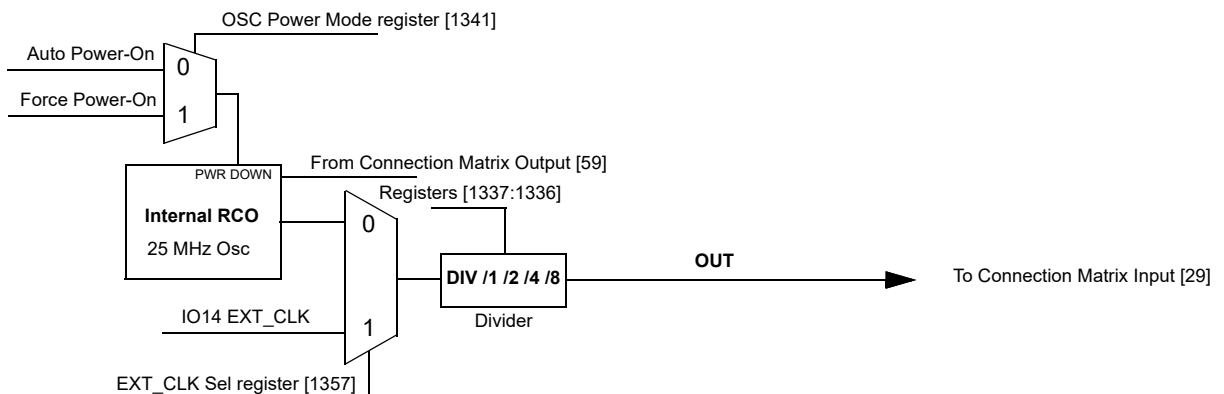 OSC Power Mode register [1341]
Auto Power-On
0
Force Power-On
1
From Connection Matrix Output [59]
PWR DOWN
Registers [1337:1336]
Internal RCO
0
25 MHz Osc
OUT
DIV /1 /2 /4 /8
To Connection Matrix Input [29]
IO14 EXT_CLK
1
Divider
EXT_CLK Sel register [1357]